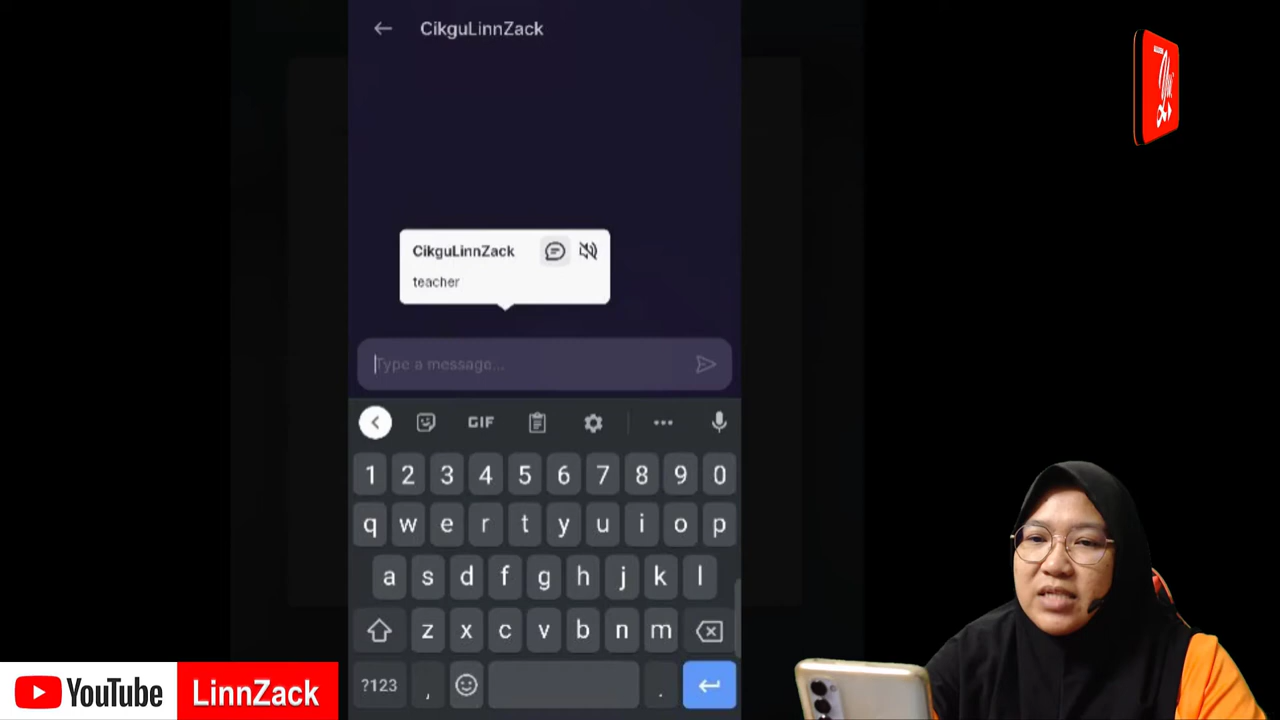 CikguLinnZack
CikguLinnZack
teacher
Type a message...
GIF
1 2 3 4 5 6 7 8 9 0
q w e r t y u i o p
a s d f g h j k l
z x c v b n m
?123 , .
YouTube LinnZack